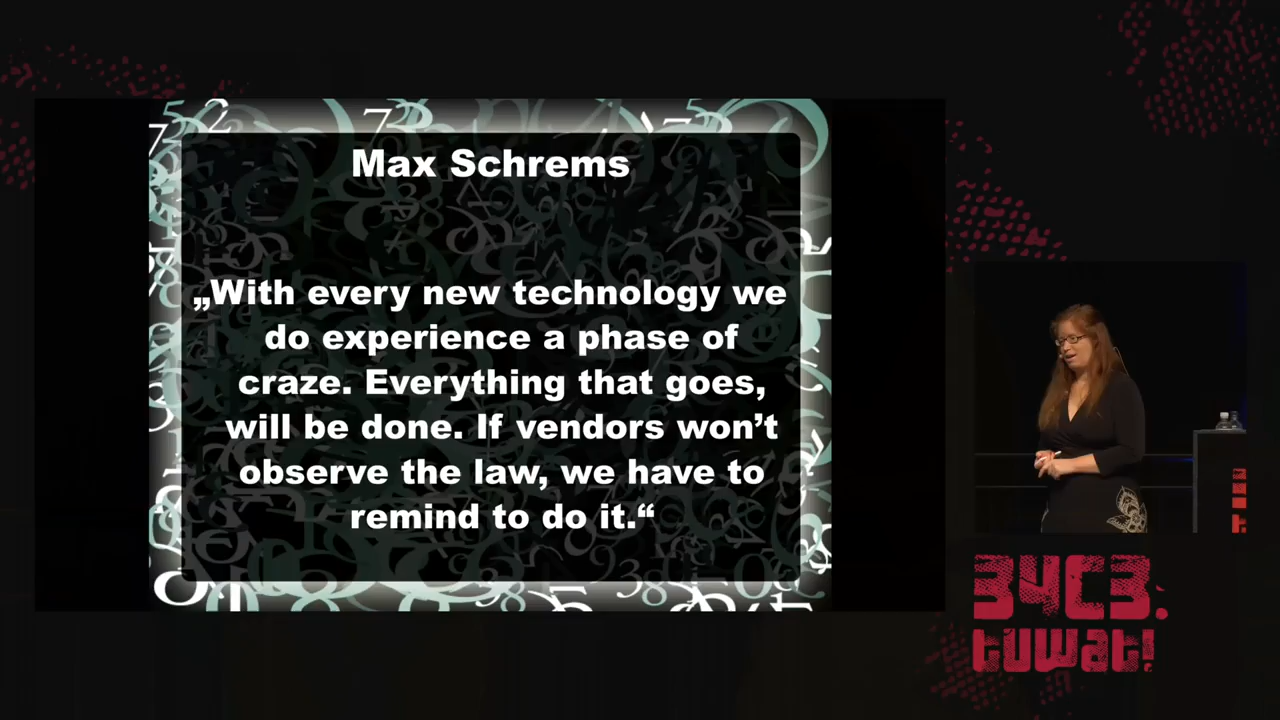 Max Schrems
„With every new technology we
do experience a phase of
craze. Everything that goes,
will be done. If vendors won’t
observe the law, we have to
remind to do it.“
34C3.
tuwat!